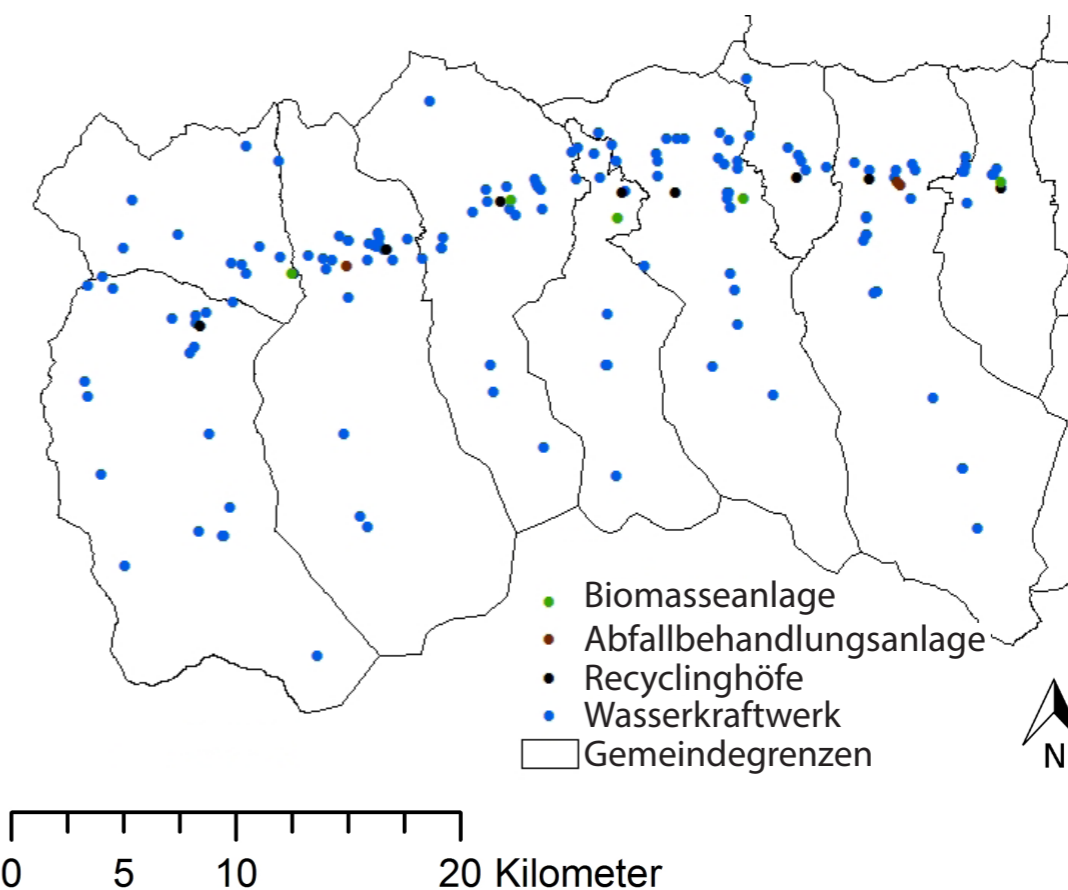 Biomasseanlage
Abfallbehandlungsanlage
Recyclinghöfe
Wasserkraftwerk
Gemeindegrenzen
N
0 5 10 20 Kilometer